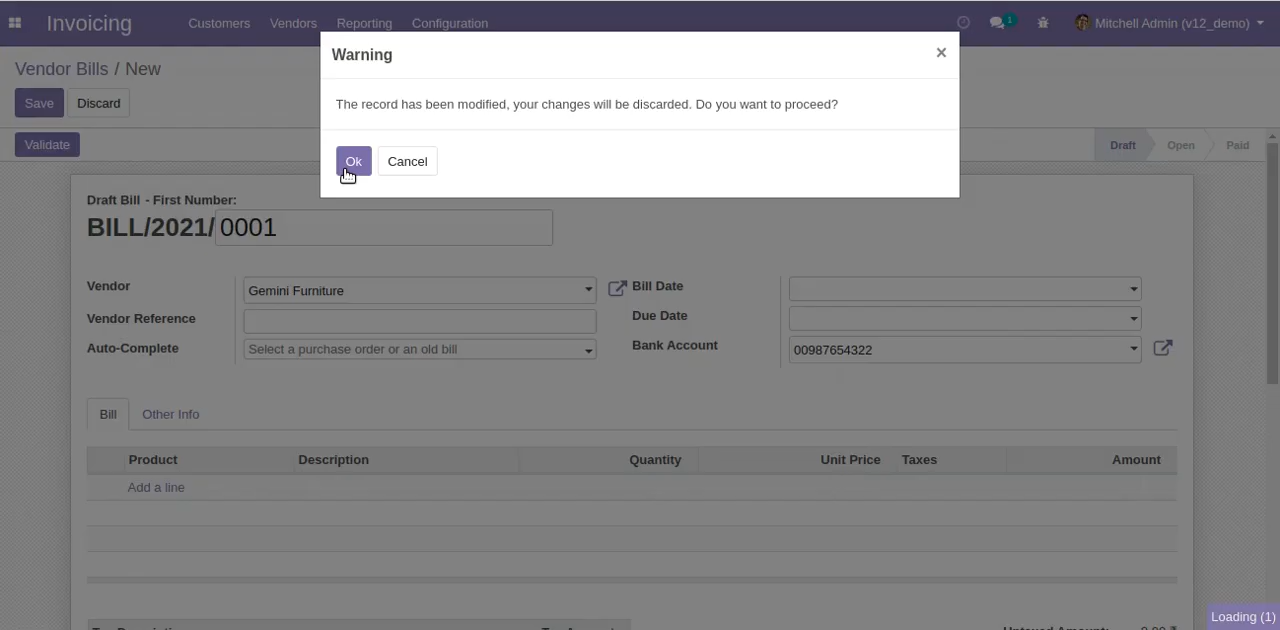 Invoicing Customers Vendors Reporting Configuration 1 Mitchell Admin (v12_demo)
Warning ×
Vendor Bills / New
The record has been modified, your changes will be discarded. Do you want to proceed?
Save Discard
Validate Draft Open Paid
Ok Cancel
Draft Bill - First Number:
BILL/2021/ 0001
Vendor Gemini Furniture Bill Date
Vendor Reference Due Date
Auto-Complete Select a purchase order or an old bill Bank Account 00987654322
Bill Other Info
Product Description Quantity Unit Price Taxes Amount
Add a line
Loading (1)